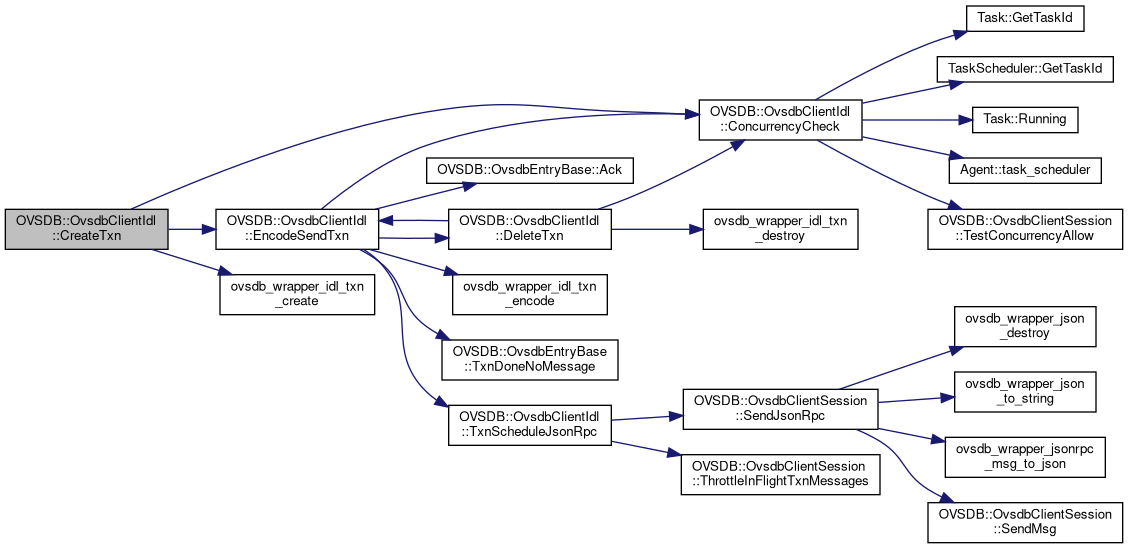 OVSDB::OvsdbClientIdl
::CreateTxn
OVSDB::OvsdbClientIdl
::EncodeSendTxn
ovsdb_wrapper_idl_txn
_create
OVSDB::OvsdbEntryBase::Ack
OVSDB::OvsdbClientIdl
::DeleteTxn
ovsdb_wrapper_idl_txn
_encode
OVSDB::OvsdbEntryBase
::TxnDoneNoMessage
OVSDB::OvsdbClientIdl
::TxnScheduleJsonRpc
OVSDB::OvsdbClientIdl
::ConcurrencyCheck
ovsdb_wrapper_idl_txn
_destroy
OVSDB::OvsdbClientSession
::SendJsonRpc
OVSDB::OvsdbClientSession
::ThrottleInFlightTxnMessages
Task::GetTaskId
TaskScheduler::GetTaskId
Task::Running
Agent::task_scheduler
OVSDB::OvsdbClientSession
::TestConcurrencyAllow
ovsdb_wrapper_json
_destroy
ovsdb_wrapper_json
_to_string
ovsdb_wrapper_jsonrpc
_msg_to_json
OVSDB::OvsdbClientSession
::SendMsg